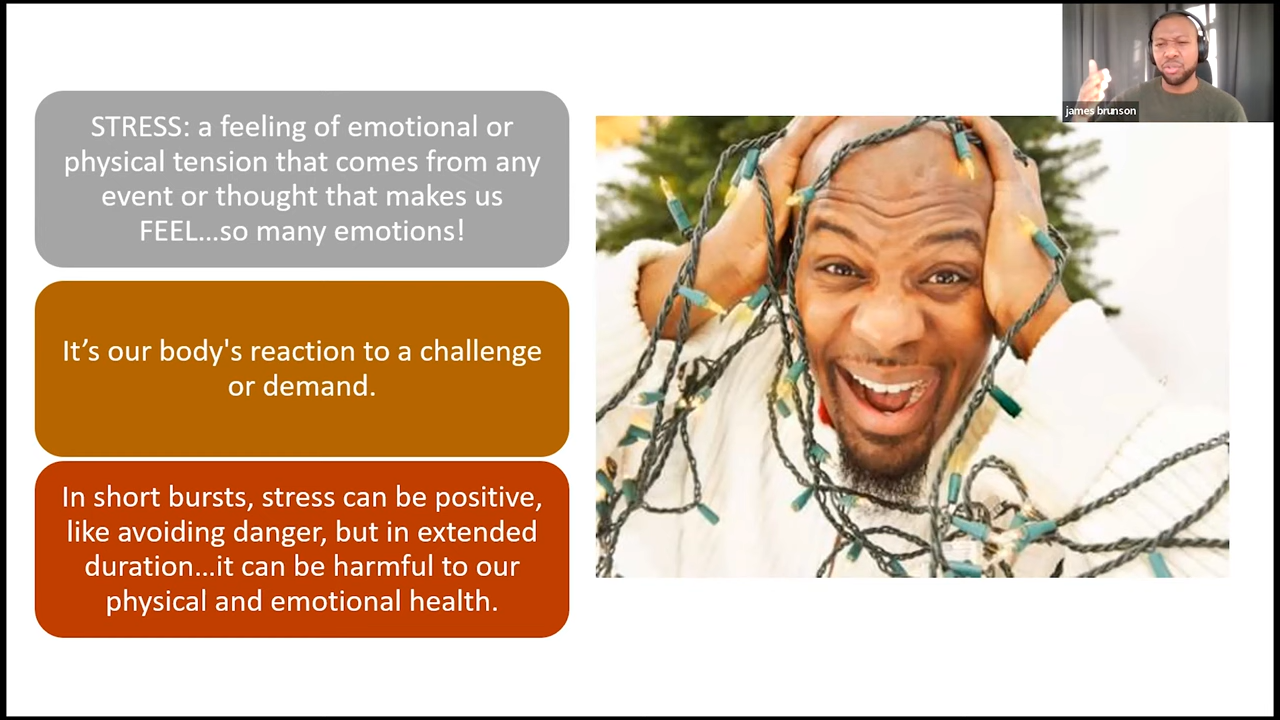 STRESS: a feeling of emotional or
physical tension that comes from any
event or thought that makes us
FEEL…so many emotions!
It’s our body's reaction to a challenge
or demand.
In short bursts, stress can be positive,
like avoiding danger, but in extended
duration…it can be harmful to our
physical and emotional health.
james brunson